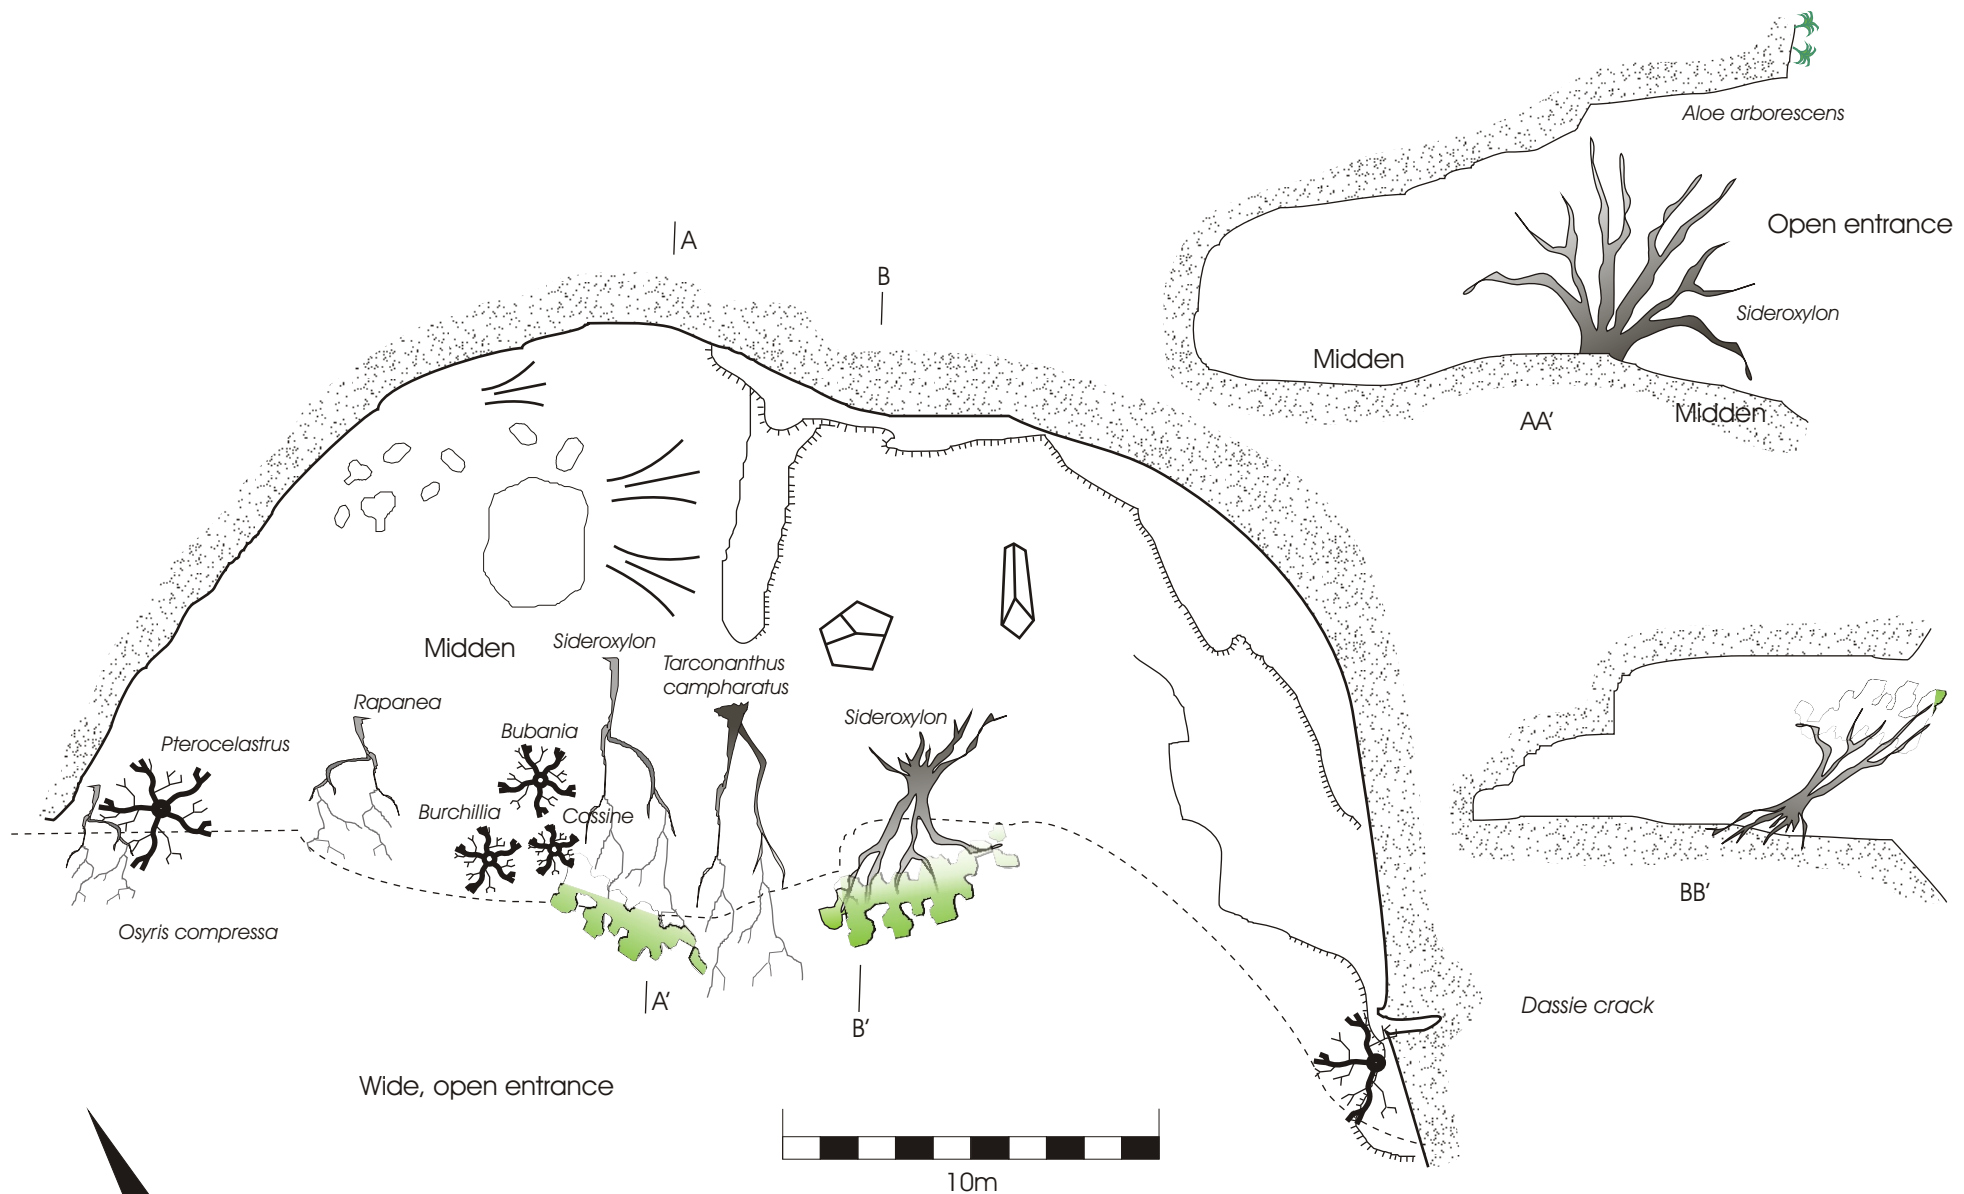 Aloe arborescens
Open entrance
Sideroxylon
Midden
Midden
AA'
A
B
Midden
Sideroxylon
Tarconanthus
campharatus
Rapanea
Pterocelastrus
Bubania
Sideroxylon
Burchillia
Cassine
Osyris compressa
A'
B'
BB'
Dassie crack
Wide, open entrance
10m